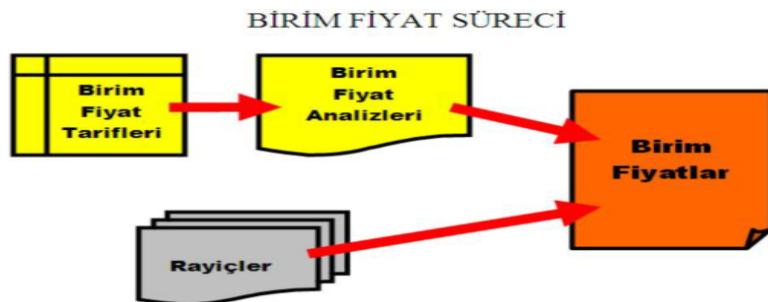 BİRİM FİYAT SÜRECİ
Birim
Fiyat
Tarifleri
Birim
Fiyat
Analizleri
Birim
Fiyatlar
Rayiçler